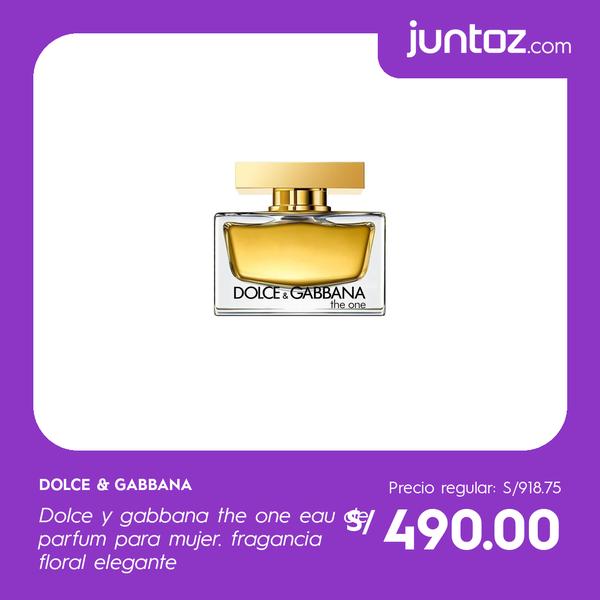 juntoz.com
DOLCE & GABBANA
the one
DOLCE & GABBANA
Dolce y gabbana the one eau de
parfum para mujer. fragancia
floral elegante
Precio regular: S/918.75
S/ 490.00